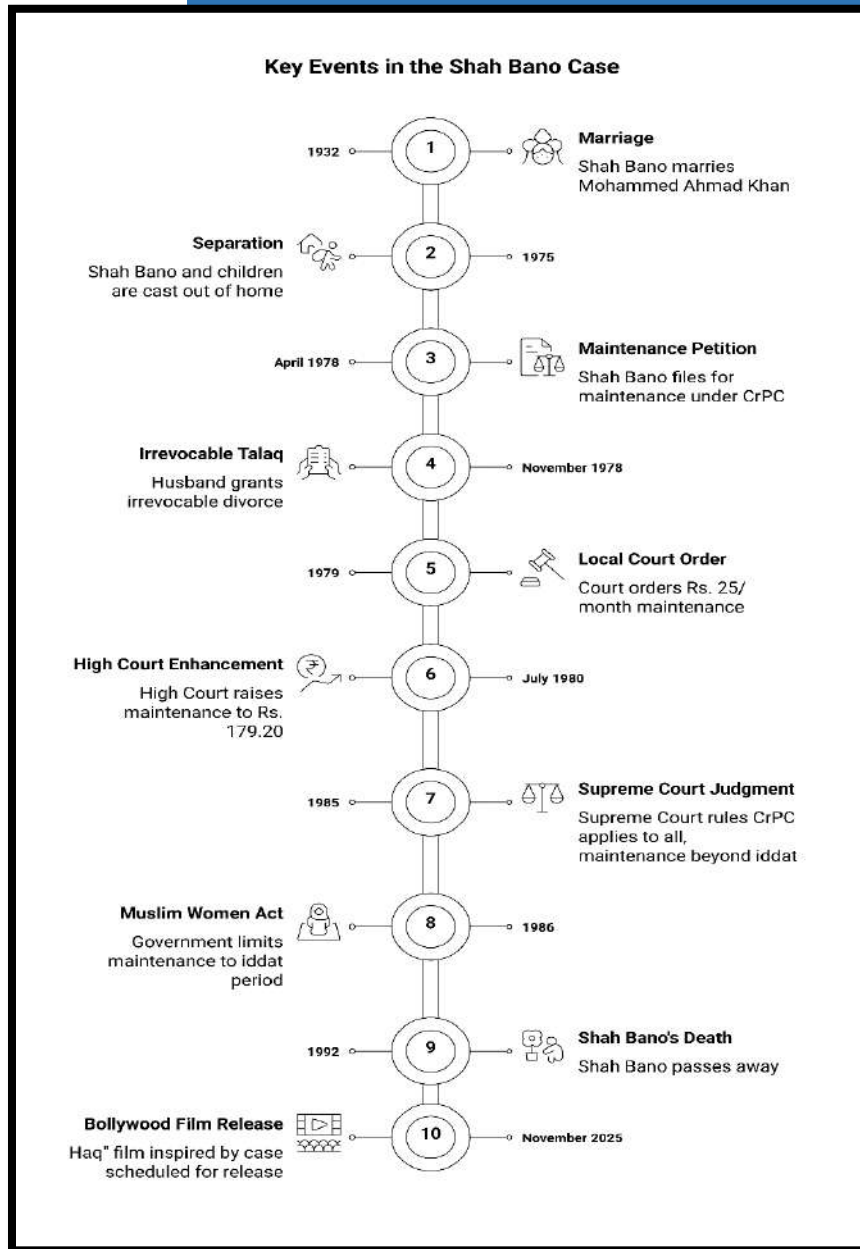 Key Events in the Shah Bano Case
1932
1
Marriage
Shah Bano marries
Mohammed Ahmad Khan
Separation
Shah Bano and children
are cast out of home
2
1975
April 1978
3
Maintenance Petition
Shah Bano files for
maintenance under CrPC
Irrevocable Talaq
Husband grants
irrevocable divorce
4
November 1978
1979
5
Local Court Order
Court orders Rs. 25/
month maintenance
High Court Enhancement
High Court raises
maintenance to Rs.
179.20
₹
6
July 1980
1985
7
Supreme Court Judgment
Supreme Court rules CrPC
applies to all,
maintenance beyond iddat
Muslim Women Act
Government limits
maintenance to iddat
period
8
1986
1992
9
Shah Bano's Death
Shah Bano passes away
Bollywood Film Release
Haq" film inspired by case
scheduled for release
10
November 2025